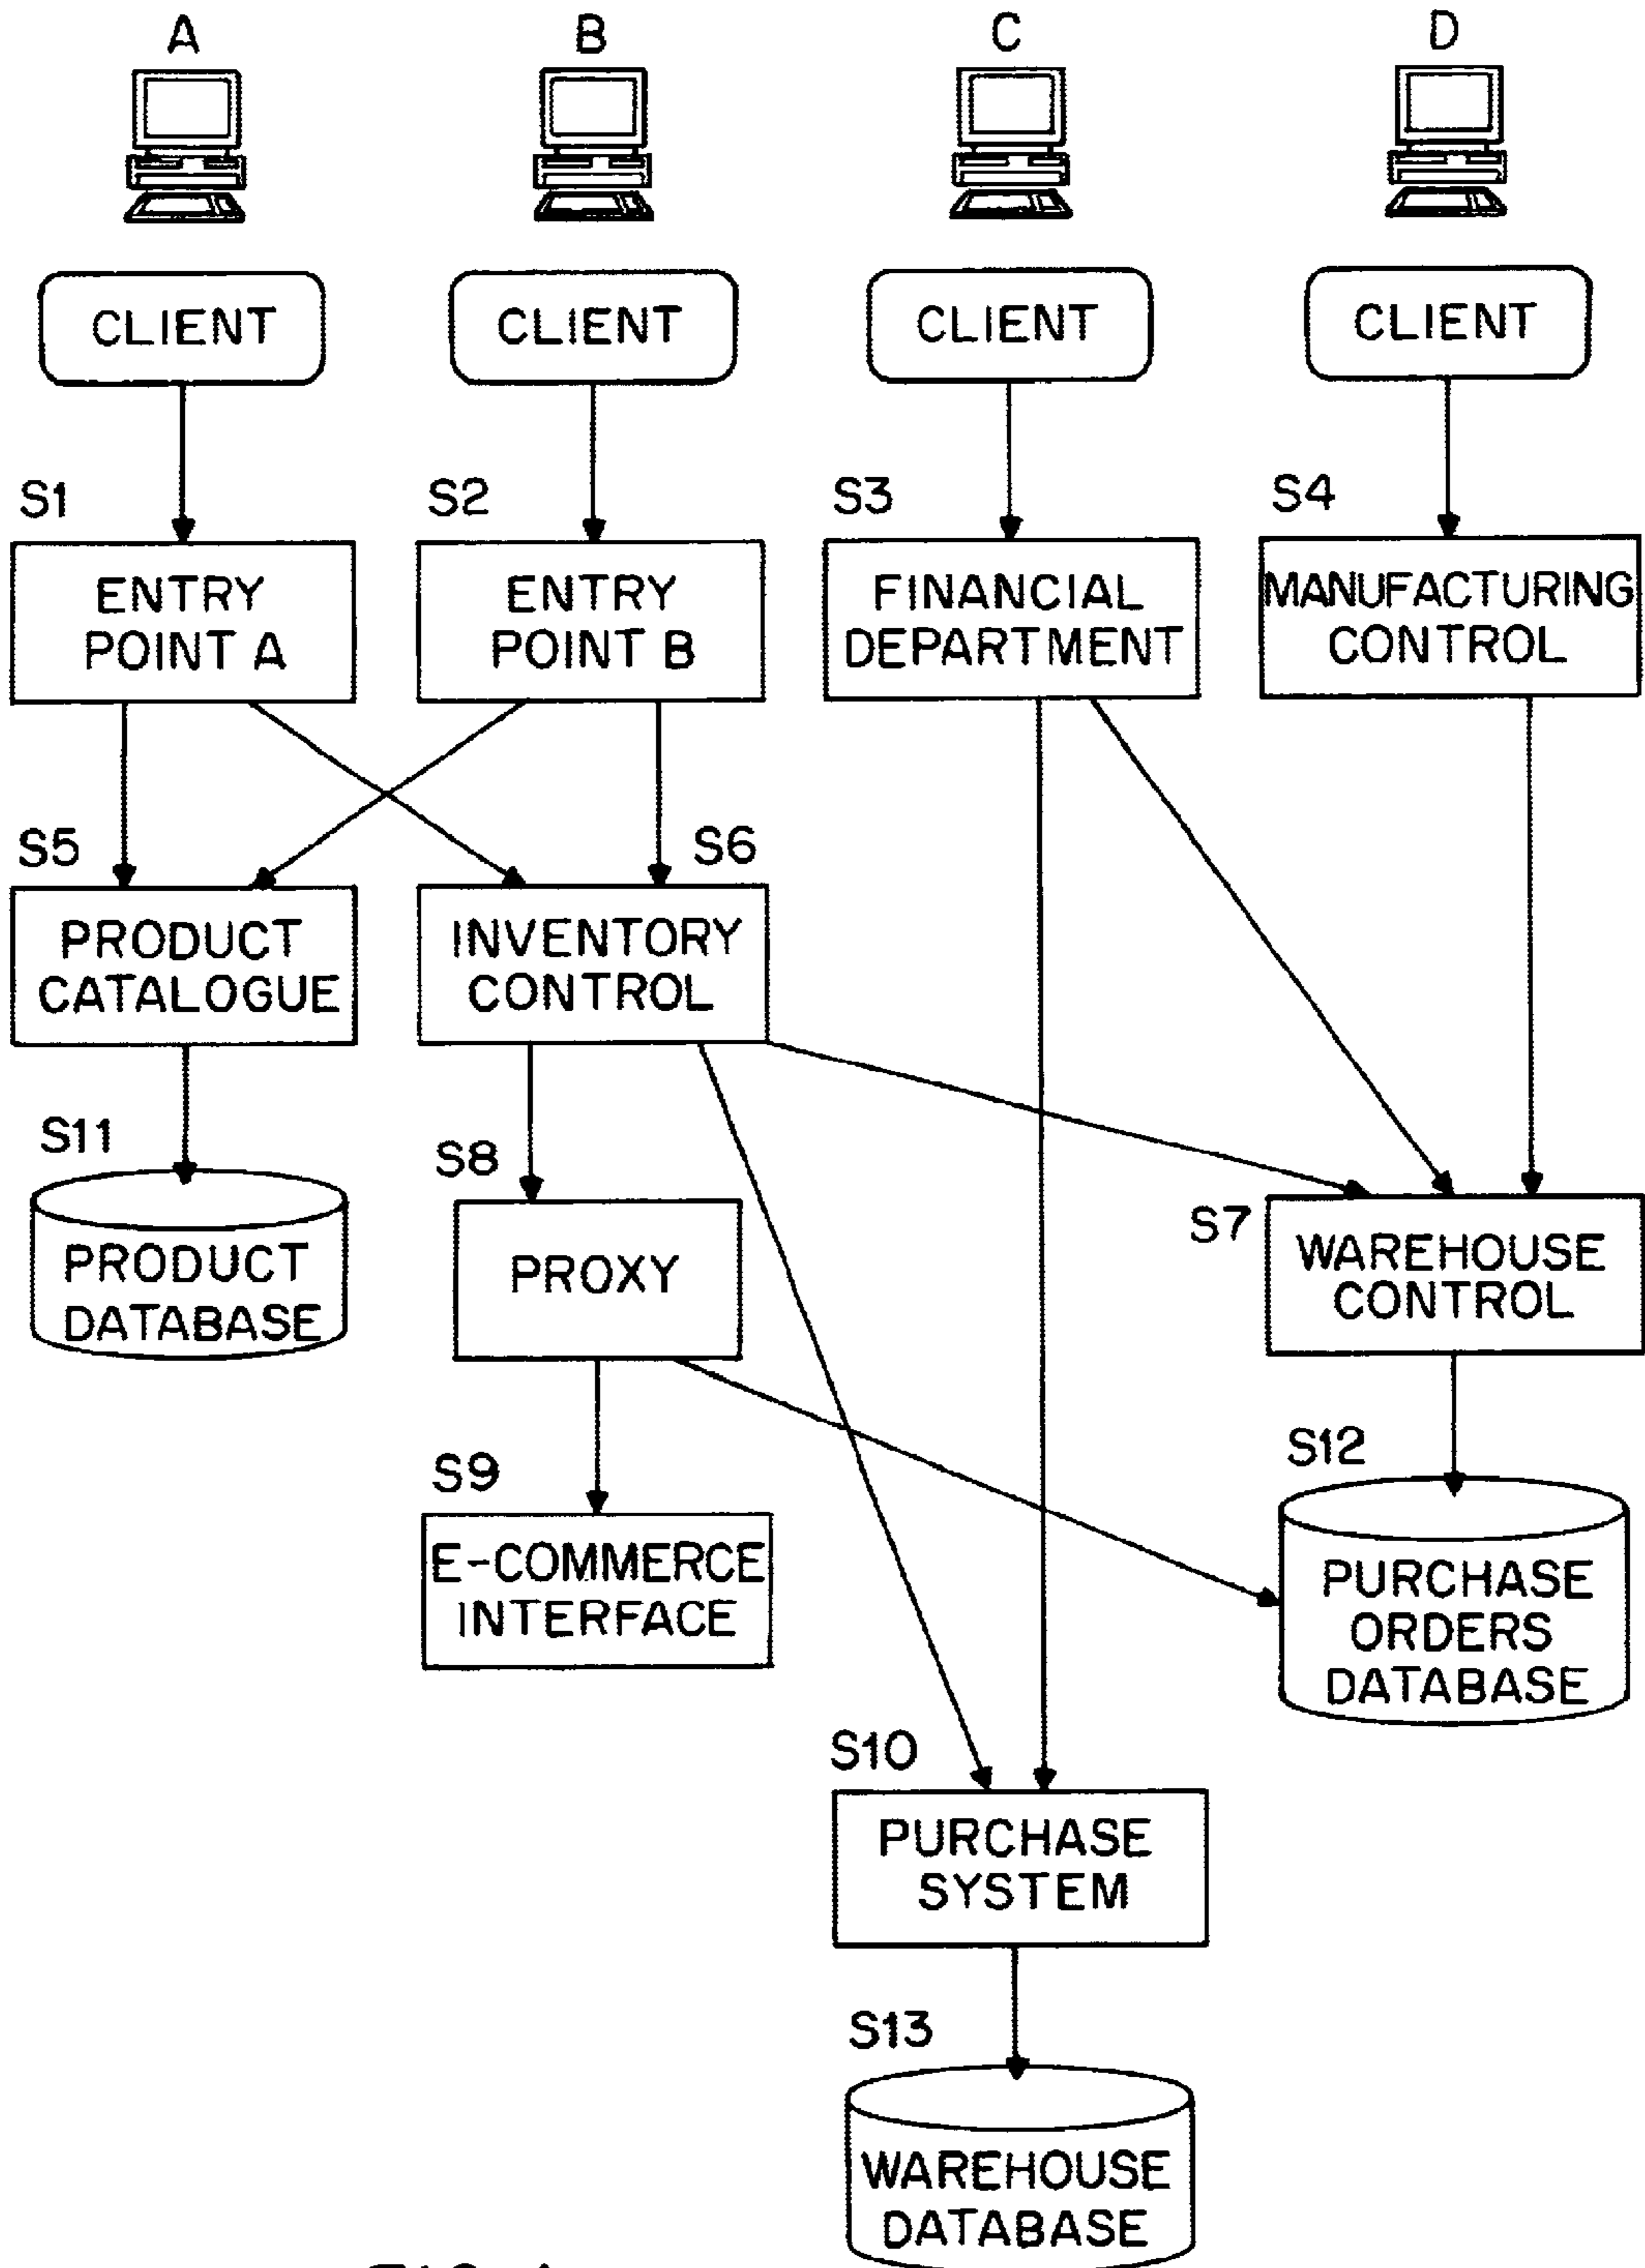 A
B
C
D
CLIENT
CLIENT
CLIENT
CLIENT
S1
S2
S3
S4
ENTRY
POINT A
ENTRY
POINT B
FINANCIAL
DEPARTMENT
MANUFACTURING
CONTROL
S5
S6
PRODUCT
CATALOGUE
INVENTORY
CONTROL
S11
S8
S7
PRODUCT
DATABASE
PROXY
WAREHOUSE
CONTROL
S9
S12
E-COMMERCE
INTERFACE
PURCHASE
ORDERS
DATABASE
S10
PURCHASE
SYSTEM
S13
WAREHOUSE
DATABASE